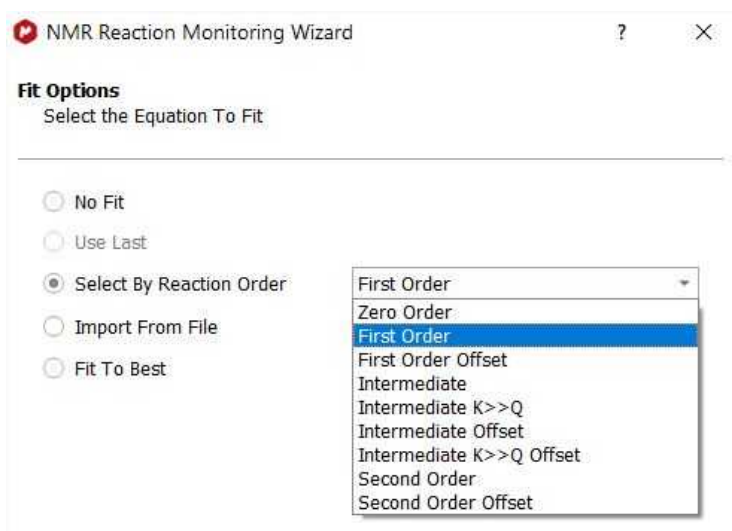 NMR Reaction Monitoring Wizard ? ×
Fit Options
Select the Equation To Fit
No Fit
Use Last
Select By Reaction Order First Order
Zero Order
First Order
Import From File
First Order Offset
Fit To Best
Intermediate
Intermediate K>>Q
Intermediate Offset
Intermediate K>>Q Offset
Second Order
Second Order Offset